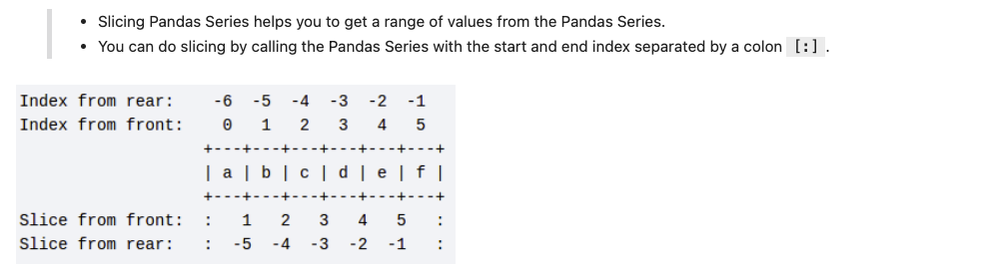 • Slicing Pandas Series helps you to get a range of values from the Pandas Series.
• You can do slicing by calling the Pandas Series with the start and end index separated by a colon [:] .
Index from rear:    -6  -5  -4  -3  -2  -1
Index from front:    0   1   2   3   4   5
                   +---+---+---+---+---+---+
                   | a | b | c | d | e | f |
                   +---+---+---+---+---+---+
Slice from front:  :   1   2   3   4   5   :
Slice from rear:   :  -5  -4  -3  -2  -1   :